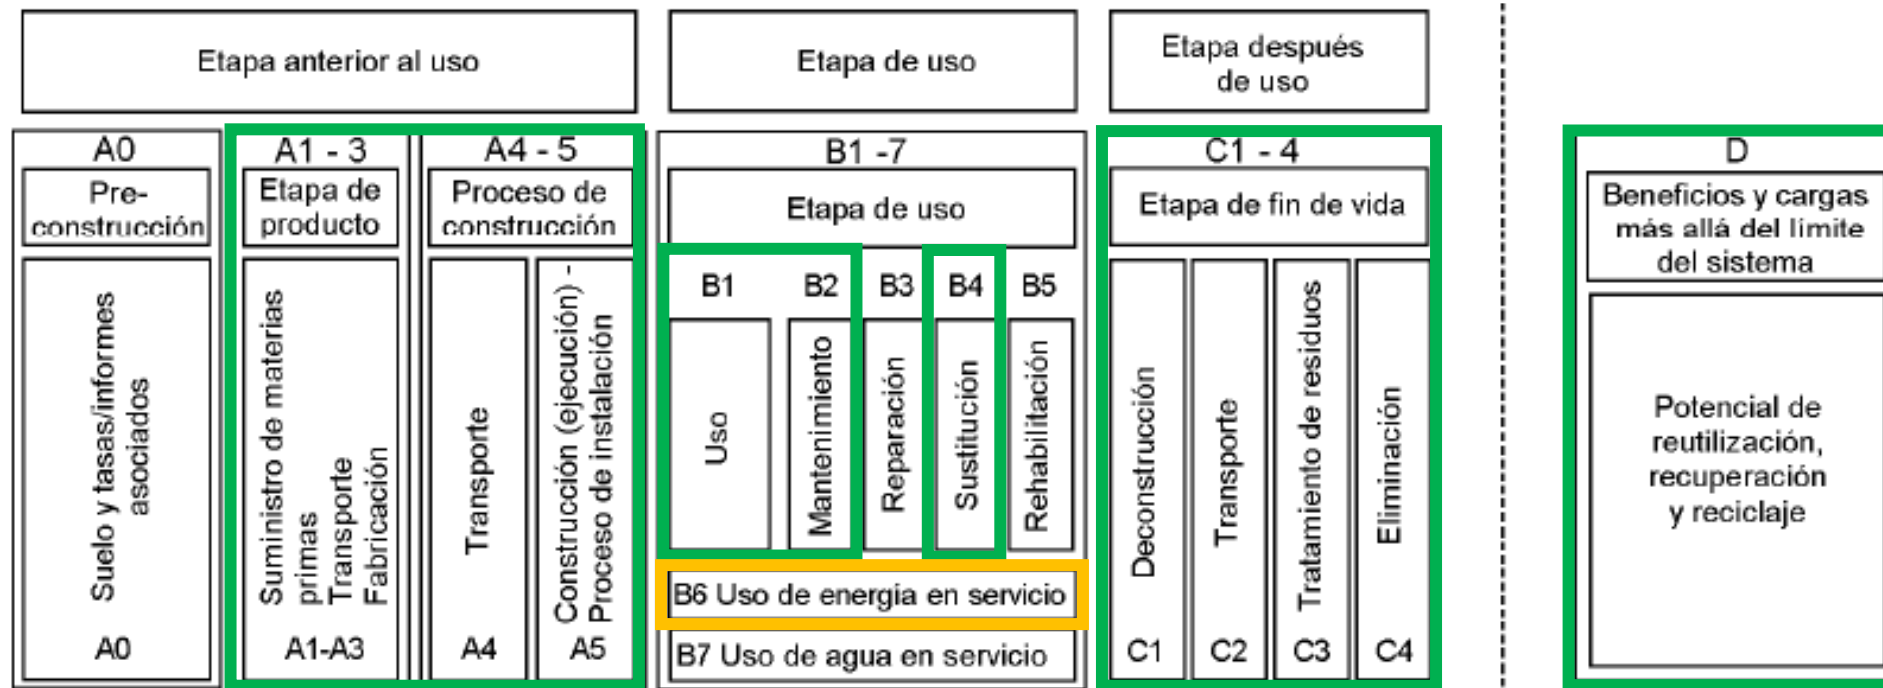 Etapa anterior al uso
Etapa de uso
Etapa después
de uso
A0
Pre-
construcción
Suelo y tasas/informes
asociados
A0
A1 - 3
Etapa de
producto
Suministro de materias
primas
Transporte
Fabricación
A1-A3
A4 - 5
Proceso de
construcción
Transporte
A4
Construcción (ejecución) -
Proceso de instalación
A5
B1 -7
Etapa de uso
B1
Uso
B2
Mantenimiento
B3
Reparación
B4
Sustitución
B5
Rehabilitación
B6 Uso de energía en servicio
B7 Uso de agua en servicio
C1 - 4
Etapa de fin de vida
Deconstrucción
C1
Transporte
C2
Tratamiento de residuos
C3
Eliminación
C4
D
Beneficios y cargas
más allá del límite
del sistema
Potencial de
reutilización,
recuperación
y reciclaje